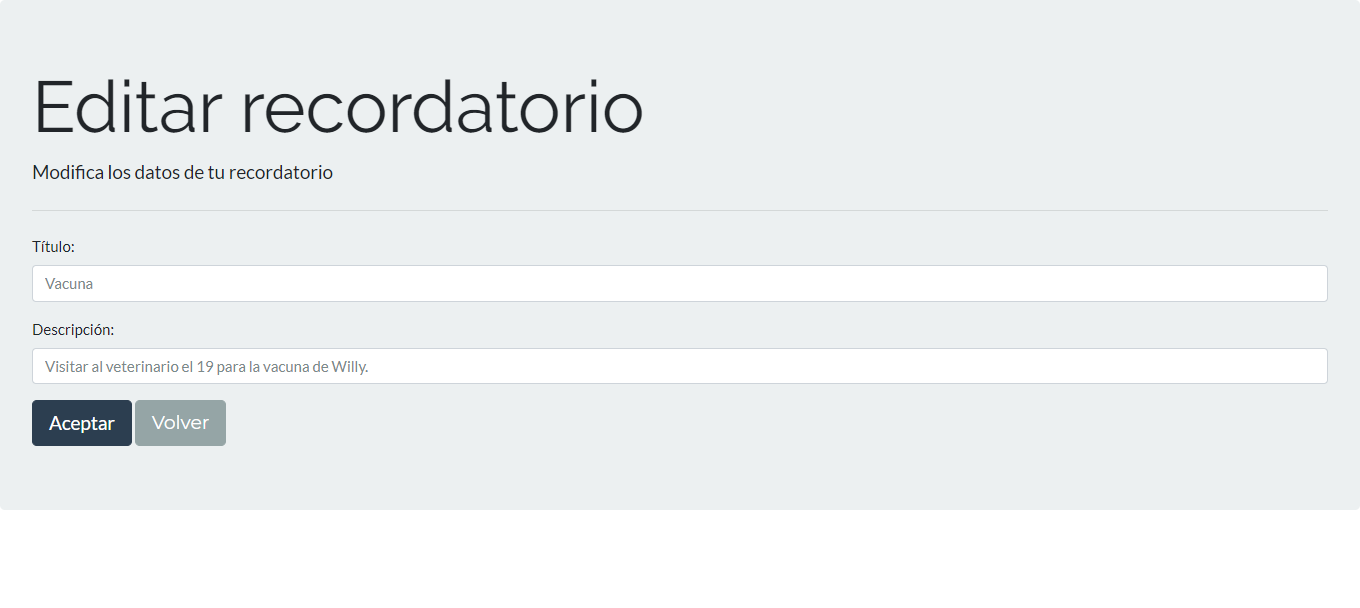 Editar recordatorio
Modifica los datos de tu recordatorio
Título:
Vacuna
Descripción:
Visitar al veterinario el 19 para la vacuna de Willy.
Aceptar Volver